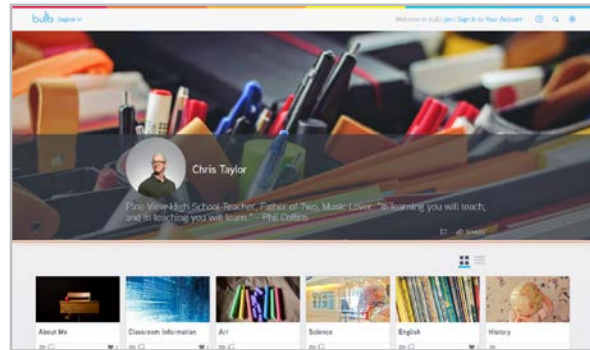 bulb English
Welcome to bulb! Join / Sign In to Your Account
Chris Taylor
Pine View High School Teacher, Father of Two, Music Lover. "In learning you will teach,
and in teaching you will learn." - Phil Collins
About Me
Classroom Information
Art
Science
English
History